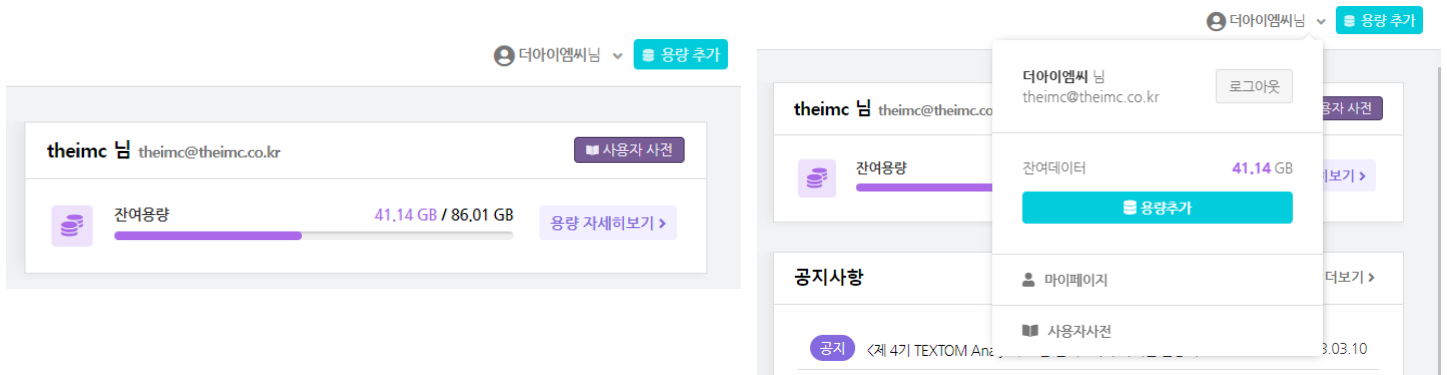 더아이엠씨님
용량 추가
theimc 님 theimc@theimc.co.kr
사용자 사전
잔여용량
41.14 GB / 86.01 GB
용량 자세히보기
더아이엠씨님
용량 추가
theimc 님 theimc@theimc.co
사전
잔여용량
보기
공지사항
더보기
공지
<제 4기 TEXTOM
3.03.10
더아이엠씨 님
theimc@theimc.co.kr
로그아웃
잔여데이터
41.14 GB
용량추가
마이페이지
사용자사전